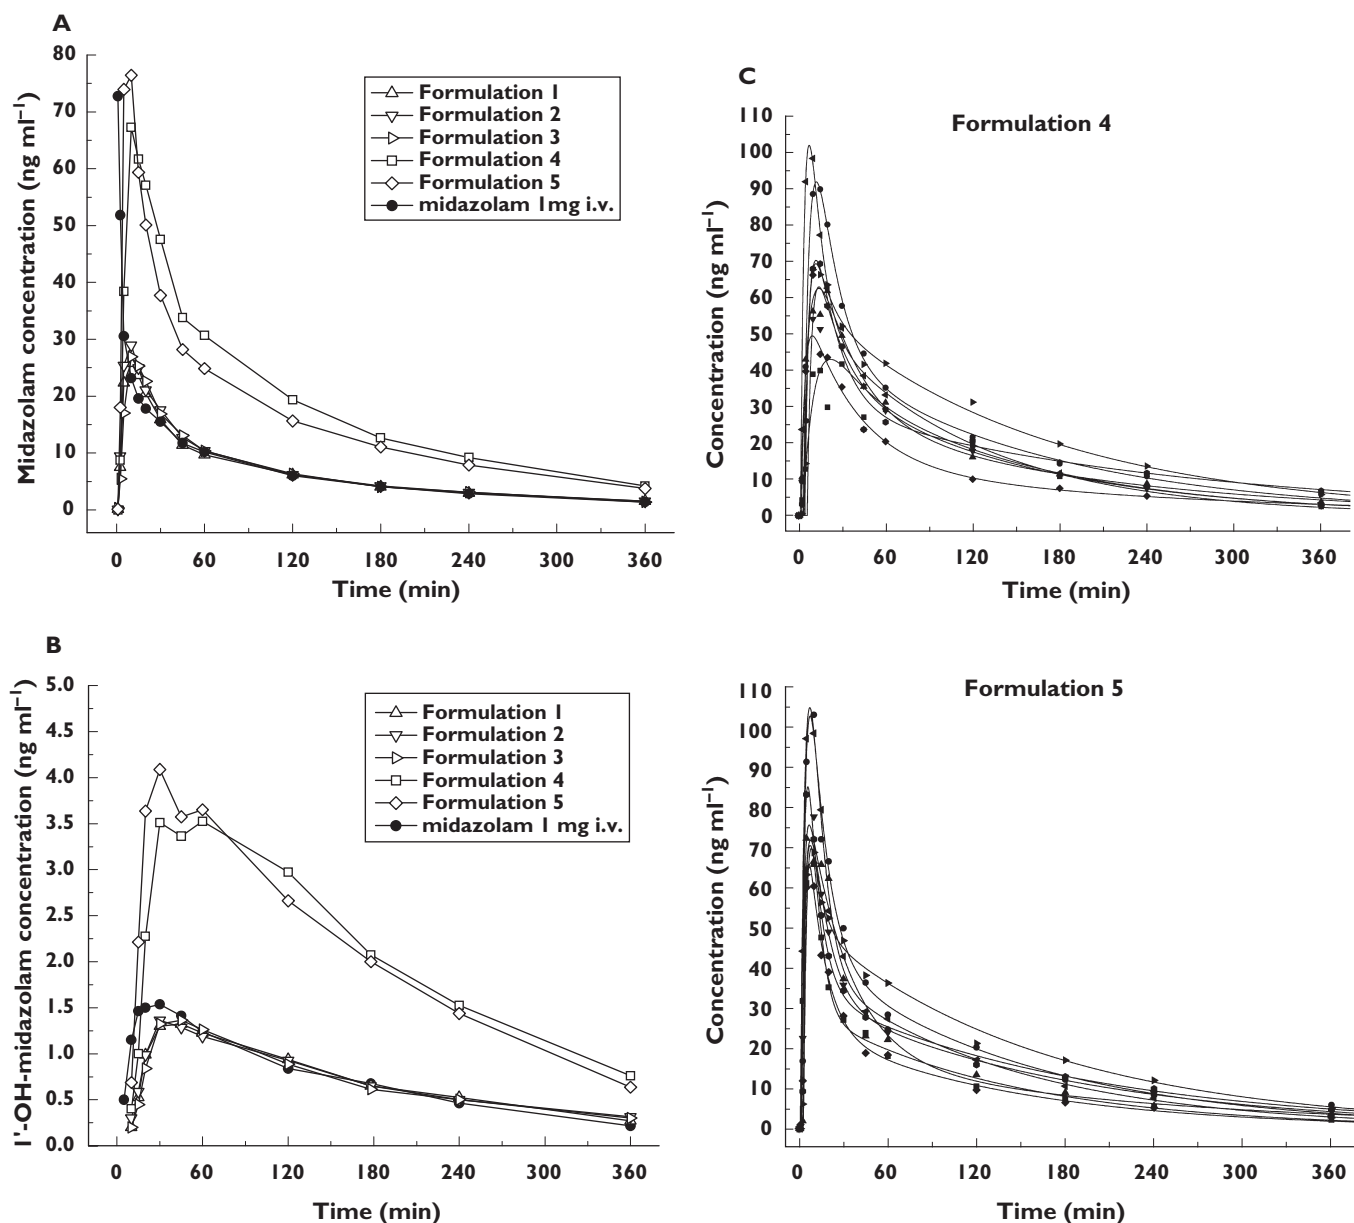 A
Midazolam concentration (ng ml⁻¹)
80
70
60
50
40
30
20
10
0
Formulation 1
Formulation 2
Formulation 3
Formulation 4
Formulation 5
midazolam 1mg i.v.
0 60 120 180 240 300 360
Time (min)
B
1'-OH-midazolam concentration (ng ml⁻¹)
5.0
4.5
4.0
3.5
3.0
2.5
2.0
1.5
1.0
0.5
0.0
Formulation 1
Formulation 2
Formulation 3
Formulation 4
Formulation 5
midazolam 1 mg i.v.
0 60 120 180 240 300 360
Time (min)
C
Formulation 4
Concentration (ng ml⁻¹)
110
100
90
80
70
60
50
40
30
20
10
0
0 60 120 180 240 300 360
Time (min)
Formulation 5
Concentration (ng ml⁻¹)
110
100
90
80
70
60
50
40
30
20
10
0
0 60 120 180 240 300 360
Time (min)